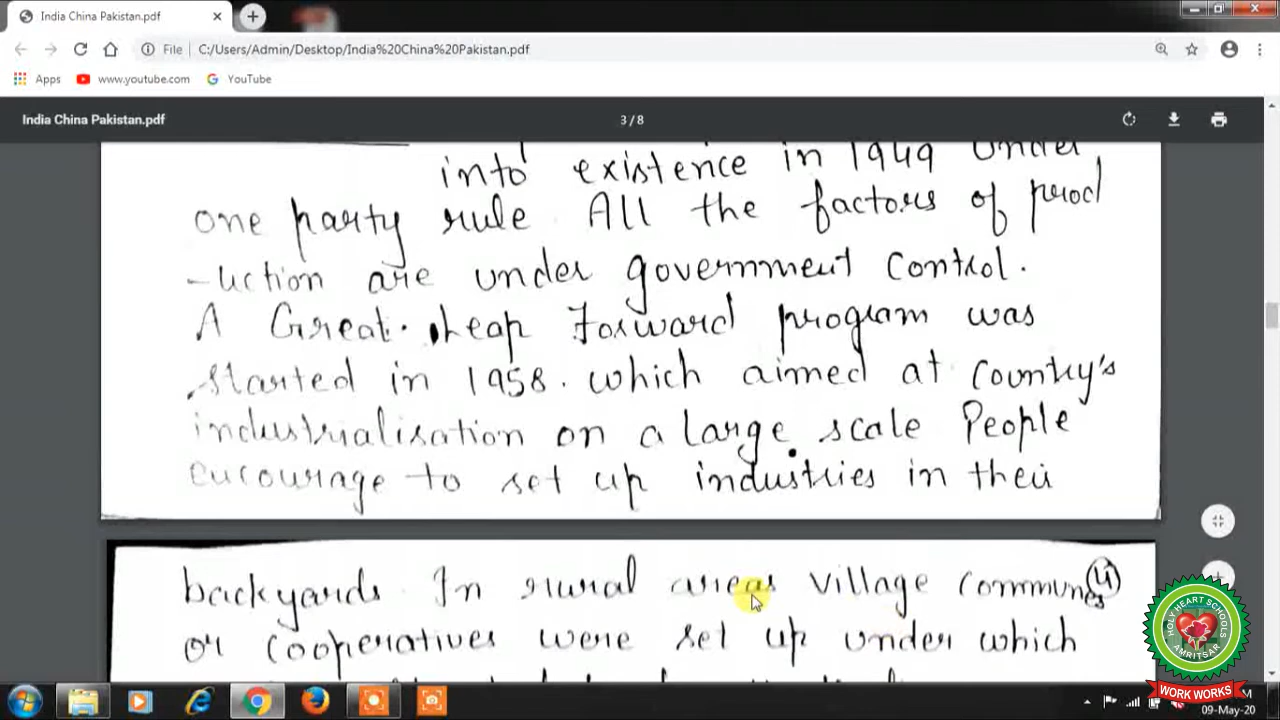 India China Pakistan.pdf
File C:/Users/Admin/Desktop/India%20China%20Pakistan.pdf
Apps www.youtube.com YouTube
India China Pakistan.pdf 3 / 8
into existence in 1949 under
one party rule All the factors of prod
-uction are under government control.
A Great. Leap Forward program was
started in 1958. which aimed at Country's
industrialisation on a large scale People
encourage to set up industries in their
4
backyards In rural areas village communes
or Cooperatives were set up under which
HOLY HEART SCHOOLS
AMRITSAR
WORK WORKS
09-May-20